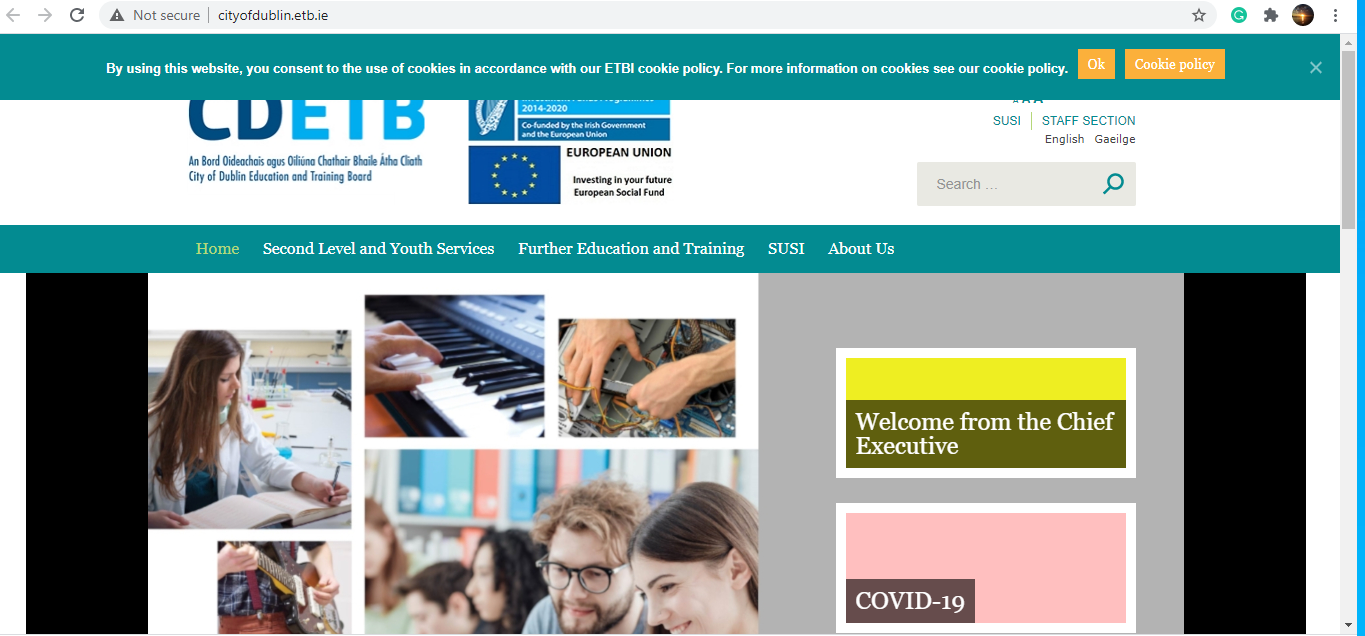 Not secure
cityofdublin.etb.ie
By using this website, you consent to the use of cookies in accordance with our ETBI cookie policy. For more information on cookies see our cookie policy.
Ok
Cookie policy
CDETB
An Bord Oideachais agus Oiliúna Chathair Bhaile Átha Cliath
City of Dublin Education and Training Board
2014-2020
Co-funded by the Irish Government
and the European Union
EUROPEAN UNION
Investing in your future
European Social Fund
SUSI
STAFF SECTION
English Gaeilge
Search ...
Home
Second Level and Youth Services
Further Education and Training
SUSI
About Us
Welcome from the Chief
Executive
COVID-19